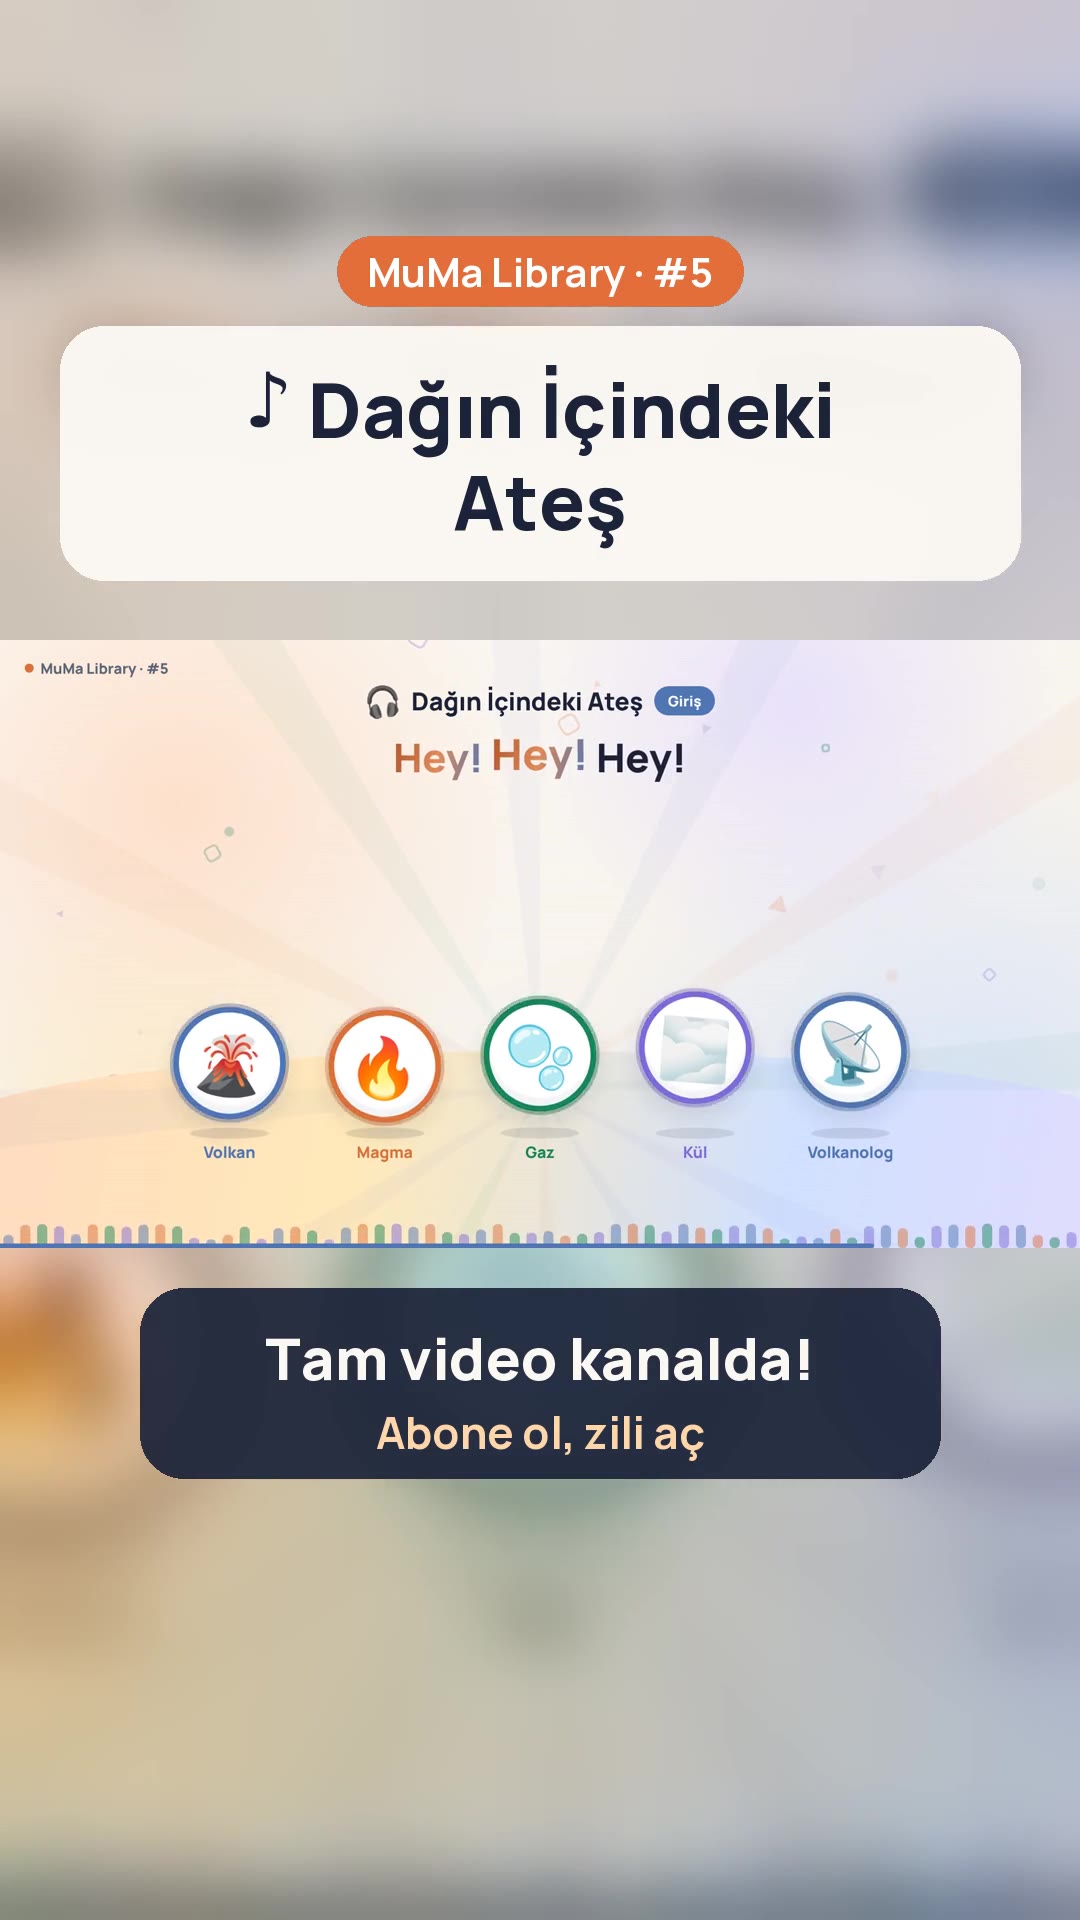 MuMa Library · #5
♪ Dağın İçindeki
Ateş
MuMa Library · #5
Dağın İçindeki Ateş Giriş
Hey! Hey! Hey!
Volkan Magma Gaz Kül Volkanolog
Tam video kanalda!
Abone ol, zili aç